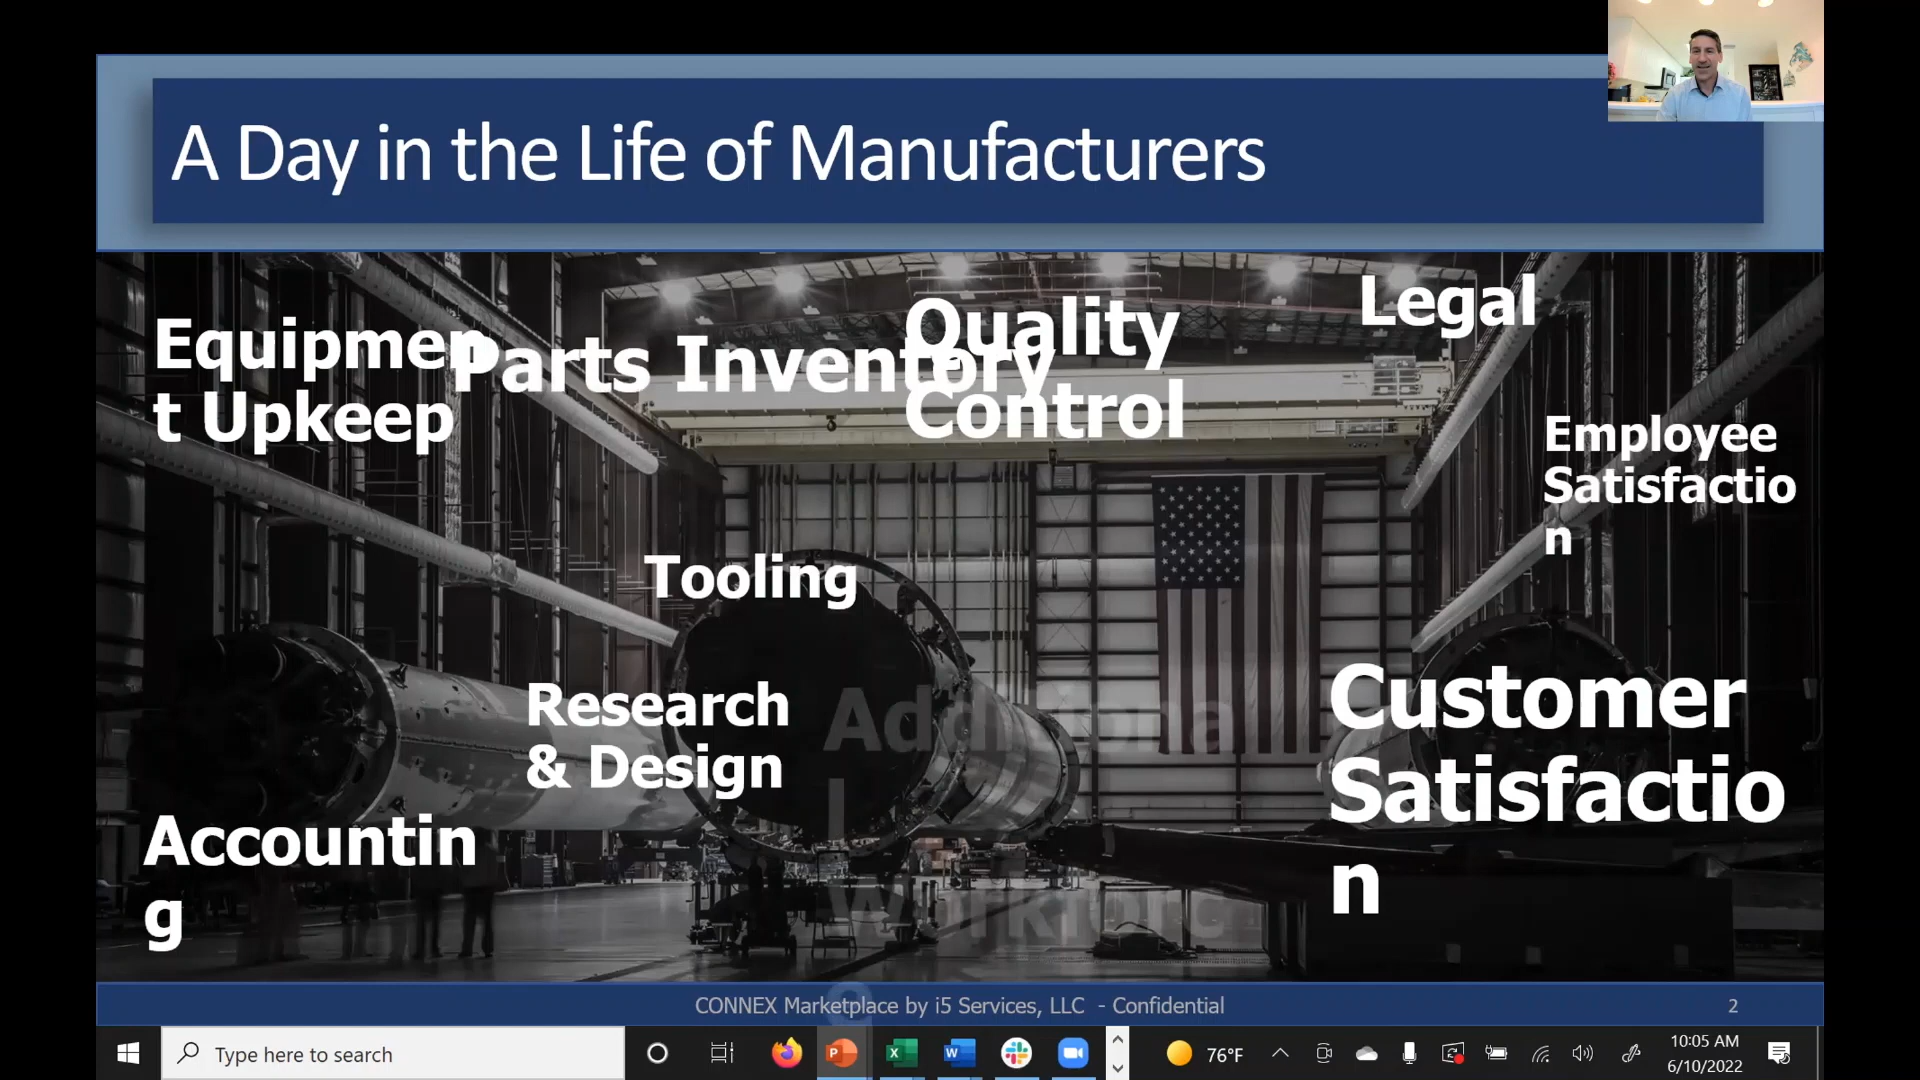 A Day in the Life of Manufacturers
Equipmen
t Upkeep
Parts Inventory
Quality
Control
Legal
Employee
Satisfactio
n
Tooling
Research
& Design
Additiona
l
Workforc
e
Customer
Satisfactio
n
Accountin
g
CONNEX Marketplace by i5 Services, LLC - Confidential
2
Type here to search
76°F
10:05 AM
6/10/2022